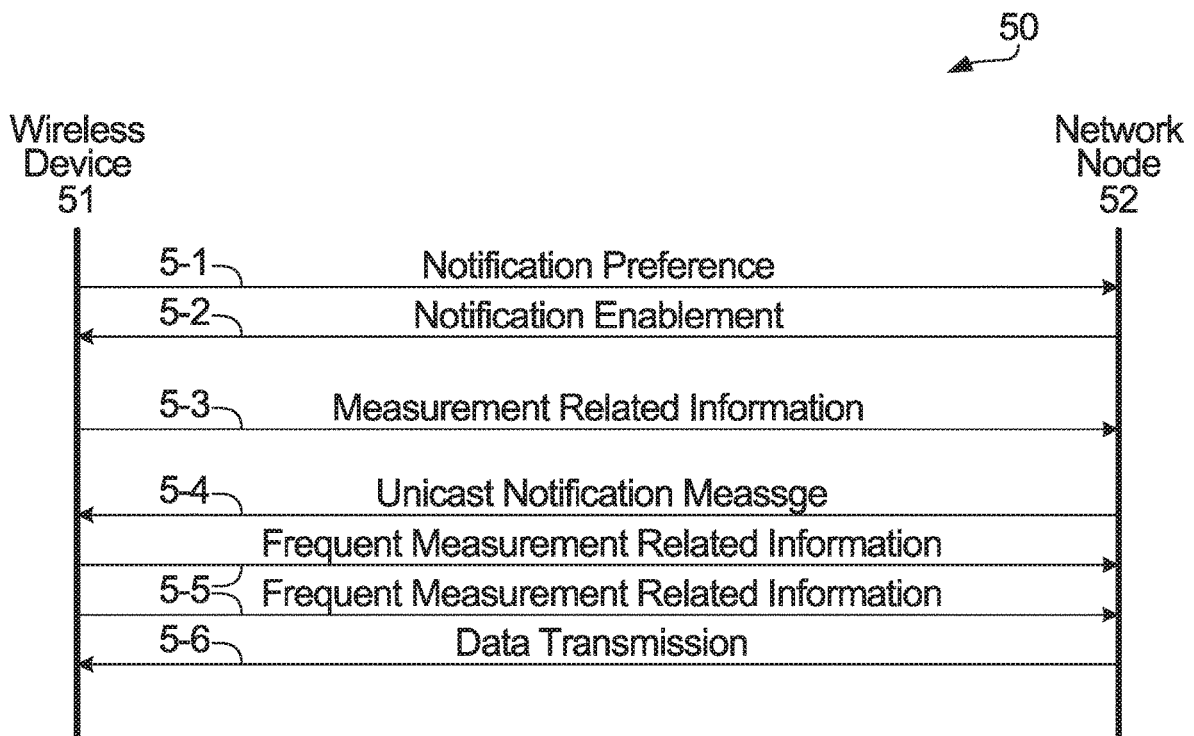 50
Wireless
Device
51
Network
Node
52
5-1
Notification Preference
5-2
Notification Enablement
5-3
Measurement Related Information
5-4
Unicast Notification Meassge
Frequent Measurement Related Information
5-5
Frequent Measurement Related Information
5-6
Data Transmission